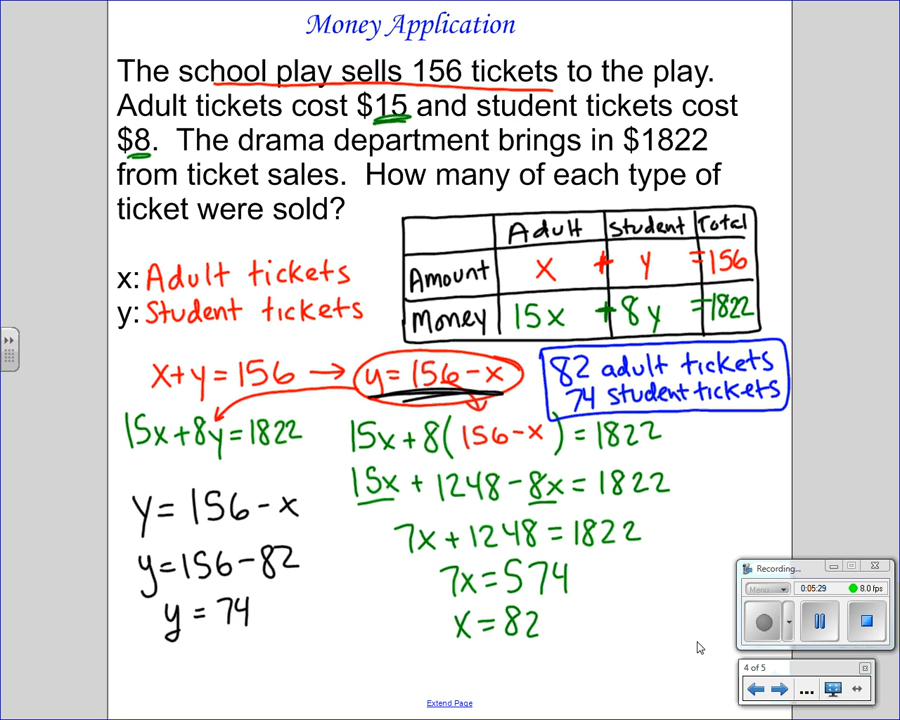 Money Application
The school play sells 156 tickets to the play.
Adult tickets cost $15 and student tickets cost
$8. The drama department brings in $1822
from ticket sales. How many of each type of
ticket were sold?
Adult Student Total
Amount x + y = 156
Money 15x + 8y = 1822
x: Adult tickets
y: Student tickets
x+y=156 → y=156-x
82 adult tickets
74 student tickets
15x+8y=1822
15x+8(156-x)=1822
15x+1248-8x=1822
7x+1248=1822
7x=574
x=82
y=156-x
y=156-82
y=74
Recording...
Menu 0:05:29 8.0 fps
4 of 5
...
Extend Page